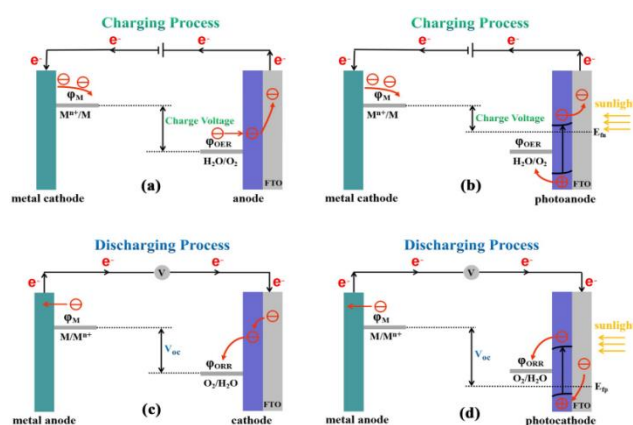 Charging Process
e⁻
e⁻ e⁻
e⁻
φM
Mⁿ⁺/M
Charge Voltage
φOER
H₂O/O₂
FTO
metal cathode
(a)
anode
Charging Process
e⁻
e⁻ e⁻
e⁻
φM
Mⁿ⁺/M
sunlight
Charge Voltage
Efn
φOER
H₂O/O₂
FTO
metal cathode
(b)
photoanode
Discharging Process
e⁻ e⁻
V
e⁻
e⁻
φM
M/Mⁿ⁺
Voc
φORR
O₂/H₂O
FTO
metal anode
(c)
cathode
Discharging Process
e⁻ e⁻
V
e⁻
e⁻
φM
M/Mⁿ⁺
sunlight
Voc
φORR
O₂/H₂O
Efp
FTO
metal anode
(d)
photocathode